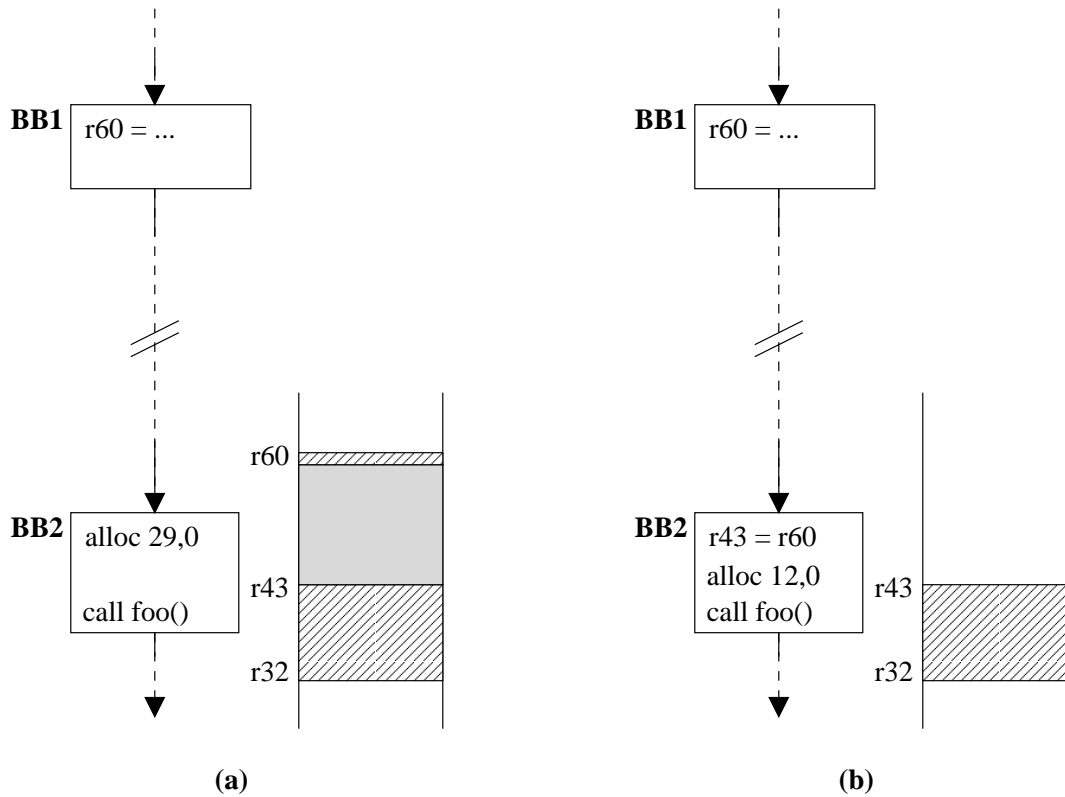 BB1
r60 = ...
r60
BB2
alloc 29,0
r43
call foo()
r32
(a)
BB1
r60 = ...
BB2
r43 = r60
alloc 12,0
r43
call foo()
r32
(b)